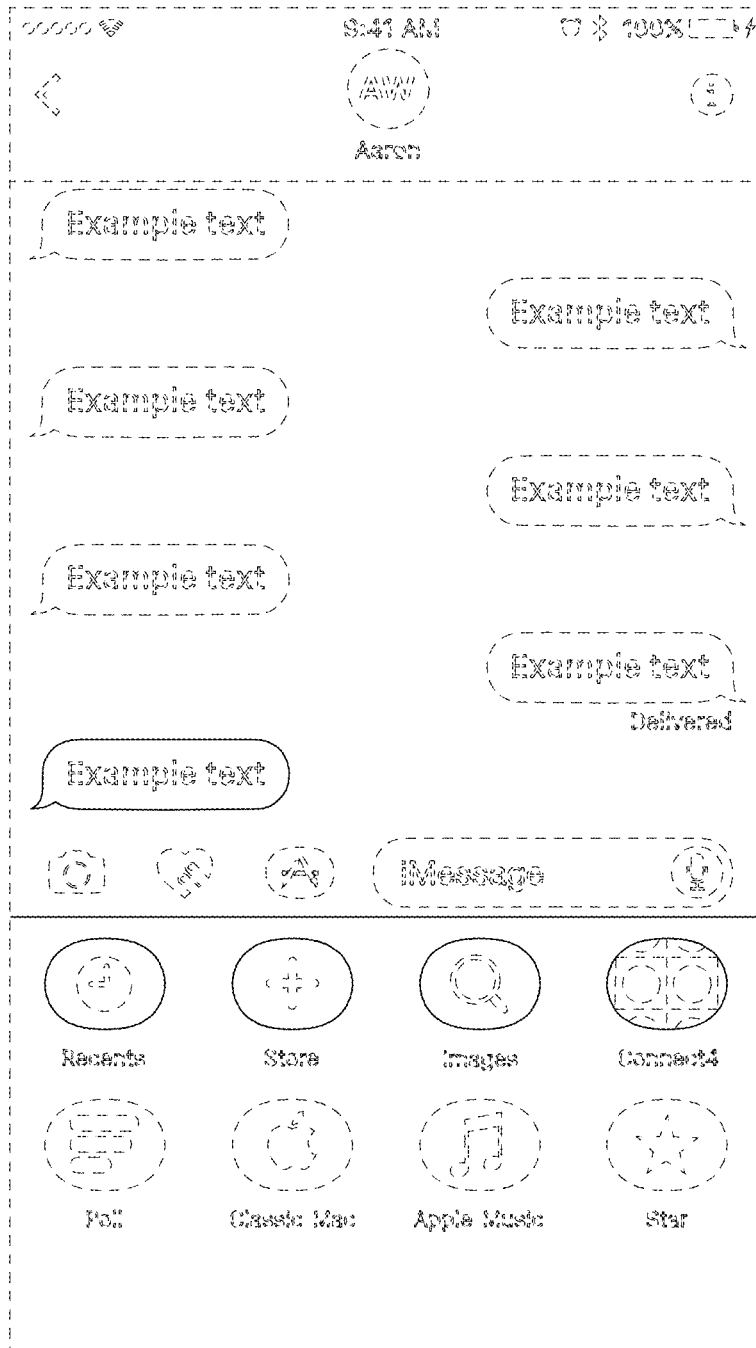 9:41 AM 100%
AW
Aaron
Example text
Example text
Example text
Example text
Example text
Example text
Delivered
Example text
iMessage
Recents Store Images Connect4
Poll Classic Mac Apple Music Star